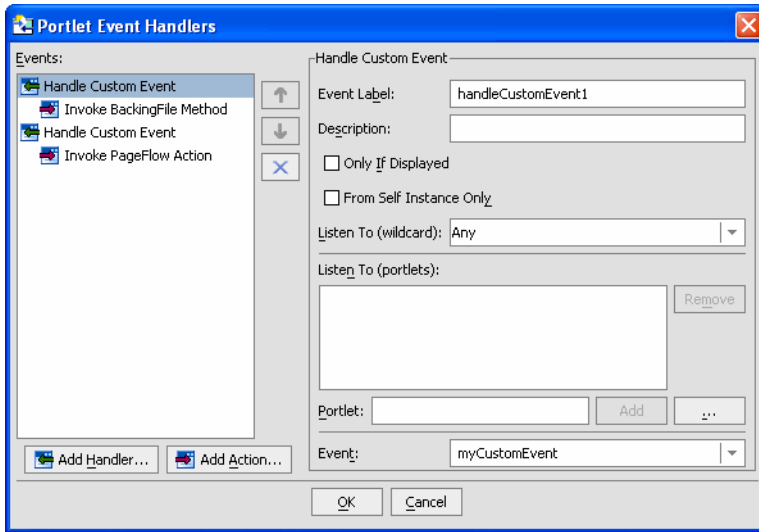 Portlet Event Handlers
Events:
Handle Custom Event
Invoke BackingFile Method
Handle Custom Event
Invoke PageFlow Action
Add Handler...
Add Action...
Handle Custom Event
Event Label: handleCustomEvent1
Description:
Only If Displayed
From Self Instance Only
Listen To (wildcard): Any
Listen To (portlets):
Remove
Portlet: Add ...
Event: myCustomEvent
OK Cancel